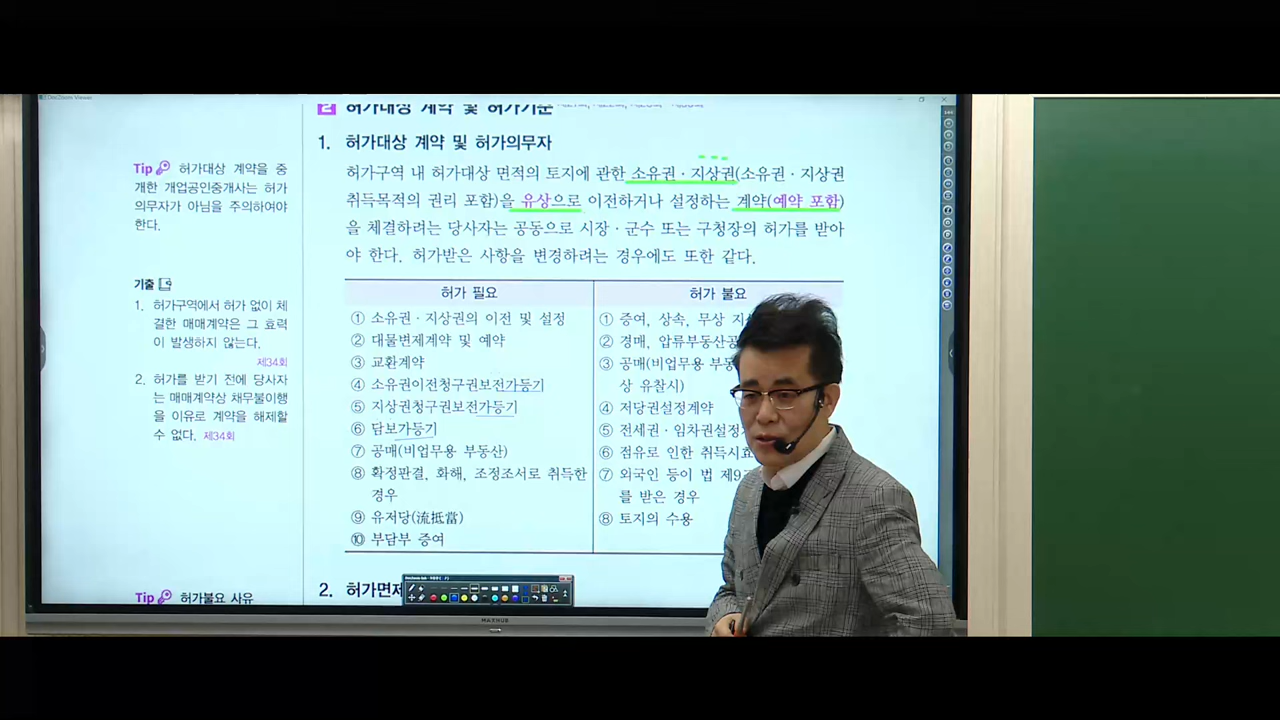 2 허가대상 계약 및 허가기준
1. 허가대상 계약 및 허가의무자
허가구역 내 허가대상 면적의 토지에 관한 소유권·지상권(소유권·지상권
취득목적의 권리 포함)을 유상으로 이전하거나 설정하는 계약(예약 포함)
을 체결하려는 당사자는 공동으로 시장·군수 또는 구청장의 허가를 받아
야 한다. 허가받은 사항을 변경하려는 경우에도 또한 같다.
Tip 허가대상 계약을 중
개한 개업공인중개사는 허가
의무자가 아님을 주의하여야
한다.
기출
1. 허가구역에서 허가 없이 체
결한 매매계약은 그 효력
이 발생하지 않는다.
제34회
2. 허가를 받기 전에 당사자
는 매매계약상 채무불이행
을 이유로 계약을 해제할
수 없다. 제34회
허가 필요
① 소유권·지상권의 이전 및 설정
② 대물변제계약 및 예약
③ 교환계약
④ 소유권이전청구권보전가등기
⑤ 지상권청구권보전가등기
⑥ 담보가등기
⑦ 공매(비업무용 부동산)
⑧ 확정판결, 화해, 조정조서로 취득한
경우
⑨ 유저당(流抵當)
⑩ 부담부 증여
허가 불요
① 증여, 상속, 무상
② 경매, 압류부동산공
③ 공매(비업무용
상 유찰시)
④ 저당권설정계약
⑤ 전세권·임차권설정
⑥ 점유로 인한 취득시효
⑦ 외국인 등이 법
를 받은 경우
⑧ 토지의 수용
Tip 허가불요 사유
2. 허가면제
MAXHUB